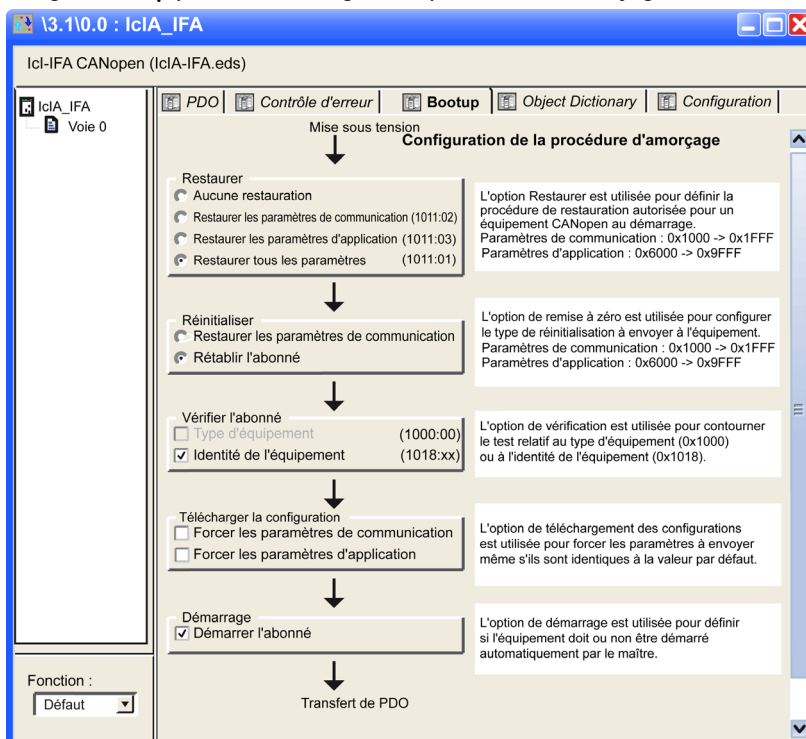 \3.1\0.0 : IcIA_IFA
Icl-IFA CANopen (IcIA-IFA.eds)
IcIA_IFA
Voie 0
PDO
Contrôle d'erreur
Bootup
Object Dictionary
Configuration
Mise sous tension
Configuration de la procédure d'amorçage
Restaurer
Aucune restauration
Restaurer les paramètres de communication (1011:02)
Restaurer les paramètres d'application (1011:03)
Restaurer tous les paramètres (1011:01)
L'option Restaurer est utilisée pour définir la
procédure de restauration autorisée pour un
équipement CANopen au démarrage.
Paramètres de communication : 0x1000 -> 0x1FFF
Paramètres d'application : 0x6000 -> 0x9FFF
Réinitialiser
Restaurer les paramètres de communication
Rétablir l'abonné
L'option de remise à zéro est utilisée pour configurer
le type de réinitialisation à envoyer à l'équipement.
Paramètres de communication : 0x1000 -> 0x1FFF
Paramètres d'application : 0x6000 -> 0x9FFF
Vérifier l'abonné
Type d'équipement (1000:00)
Identité de l'équipement (1018:xx)
L'option de vérification est utilisée pour contourner
le test relatif au type d'équipement (0x1000)
ou à l'identité de l'équipement (0x1018).
Télécharger la configuration
Forcer les paramètres de communication
Forcer les paramètres d'application
L'option de téléchargement des configurations
est utilisée pour forcer les paramètres à envoyer
même s'ils sont identiques à la valeur par défaut.
Démarrage
Démarrer l'abonné
L'option de démarrage est utilisée pour définir
si l'équipement doit ou non être démarré
automatiquement par le maître.
Transfert de PDO
Fonction :
Défaut